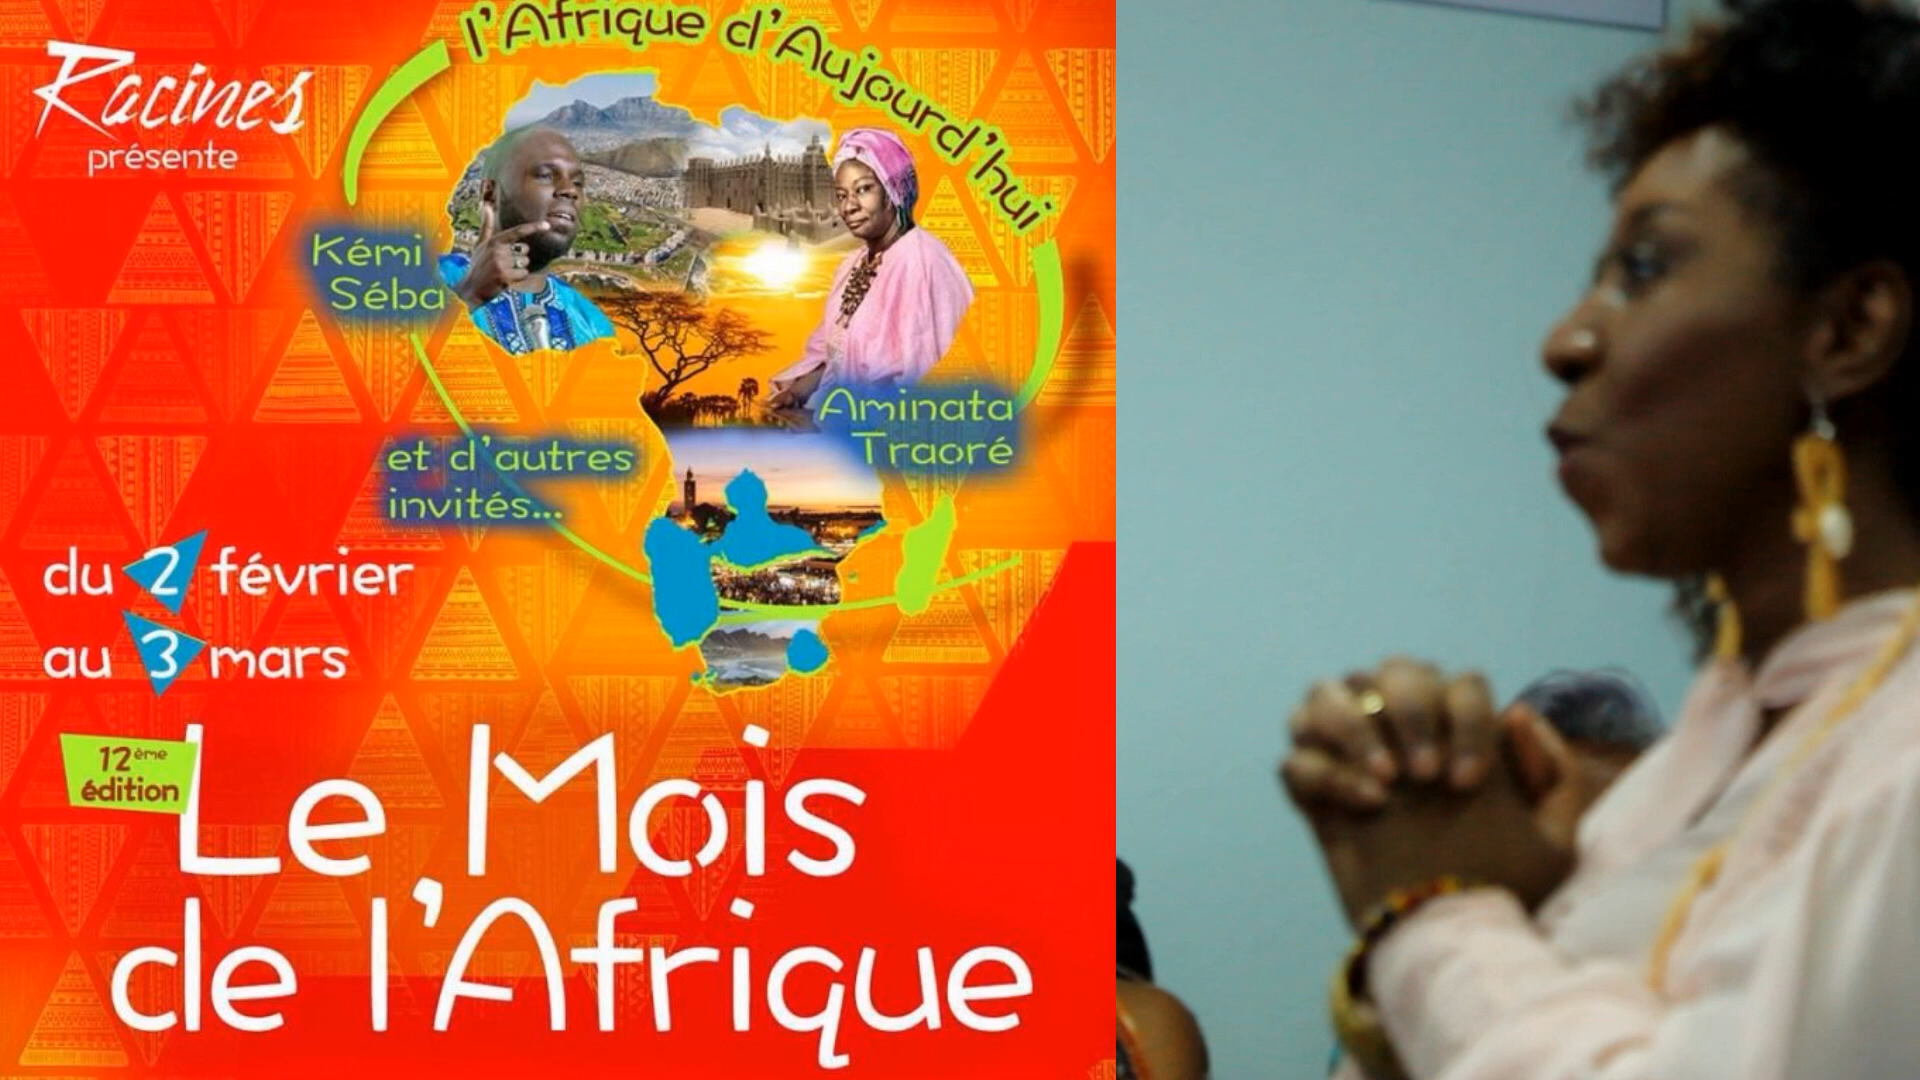 Racines
présente
l'Afrique d'Aujourd'hui
Kémi
Séba
Aminata
Traoré
et d'autres
invités...
du 2 février
au 3 mars
12ème
édition
Le Mois
de l'Afrique